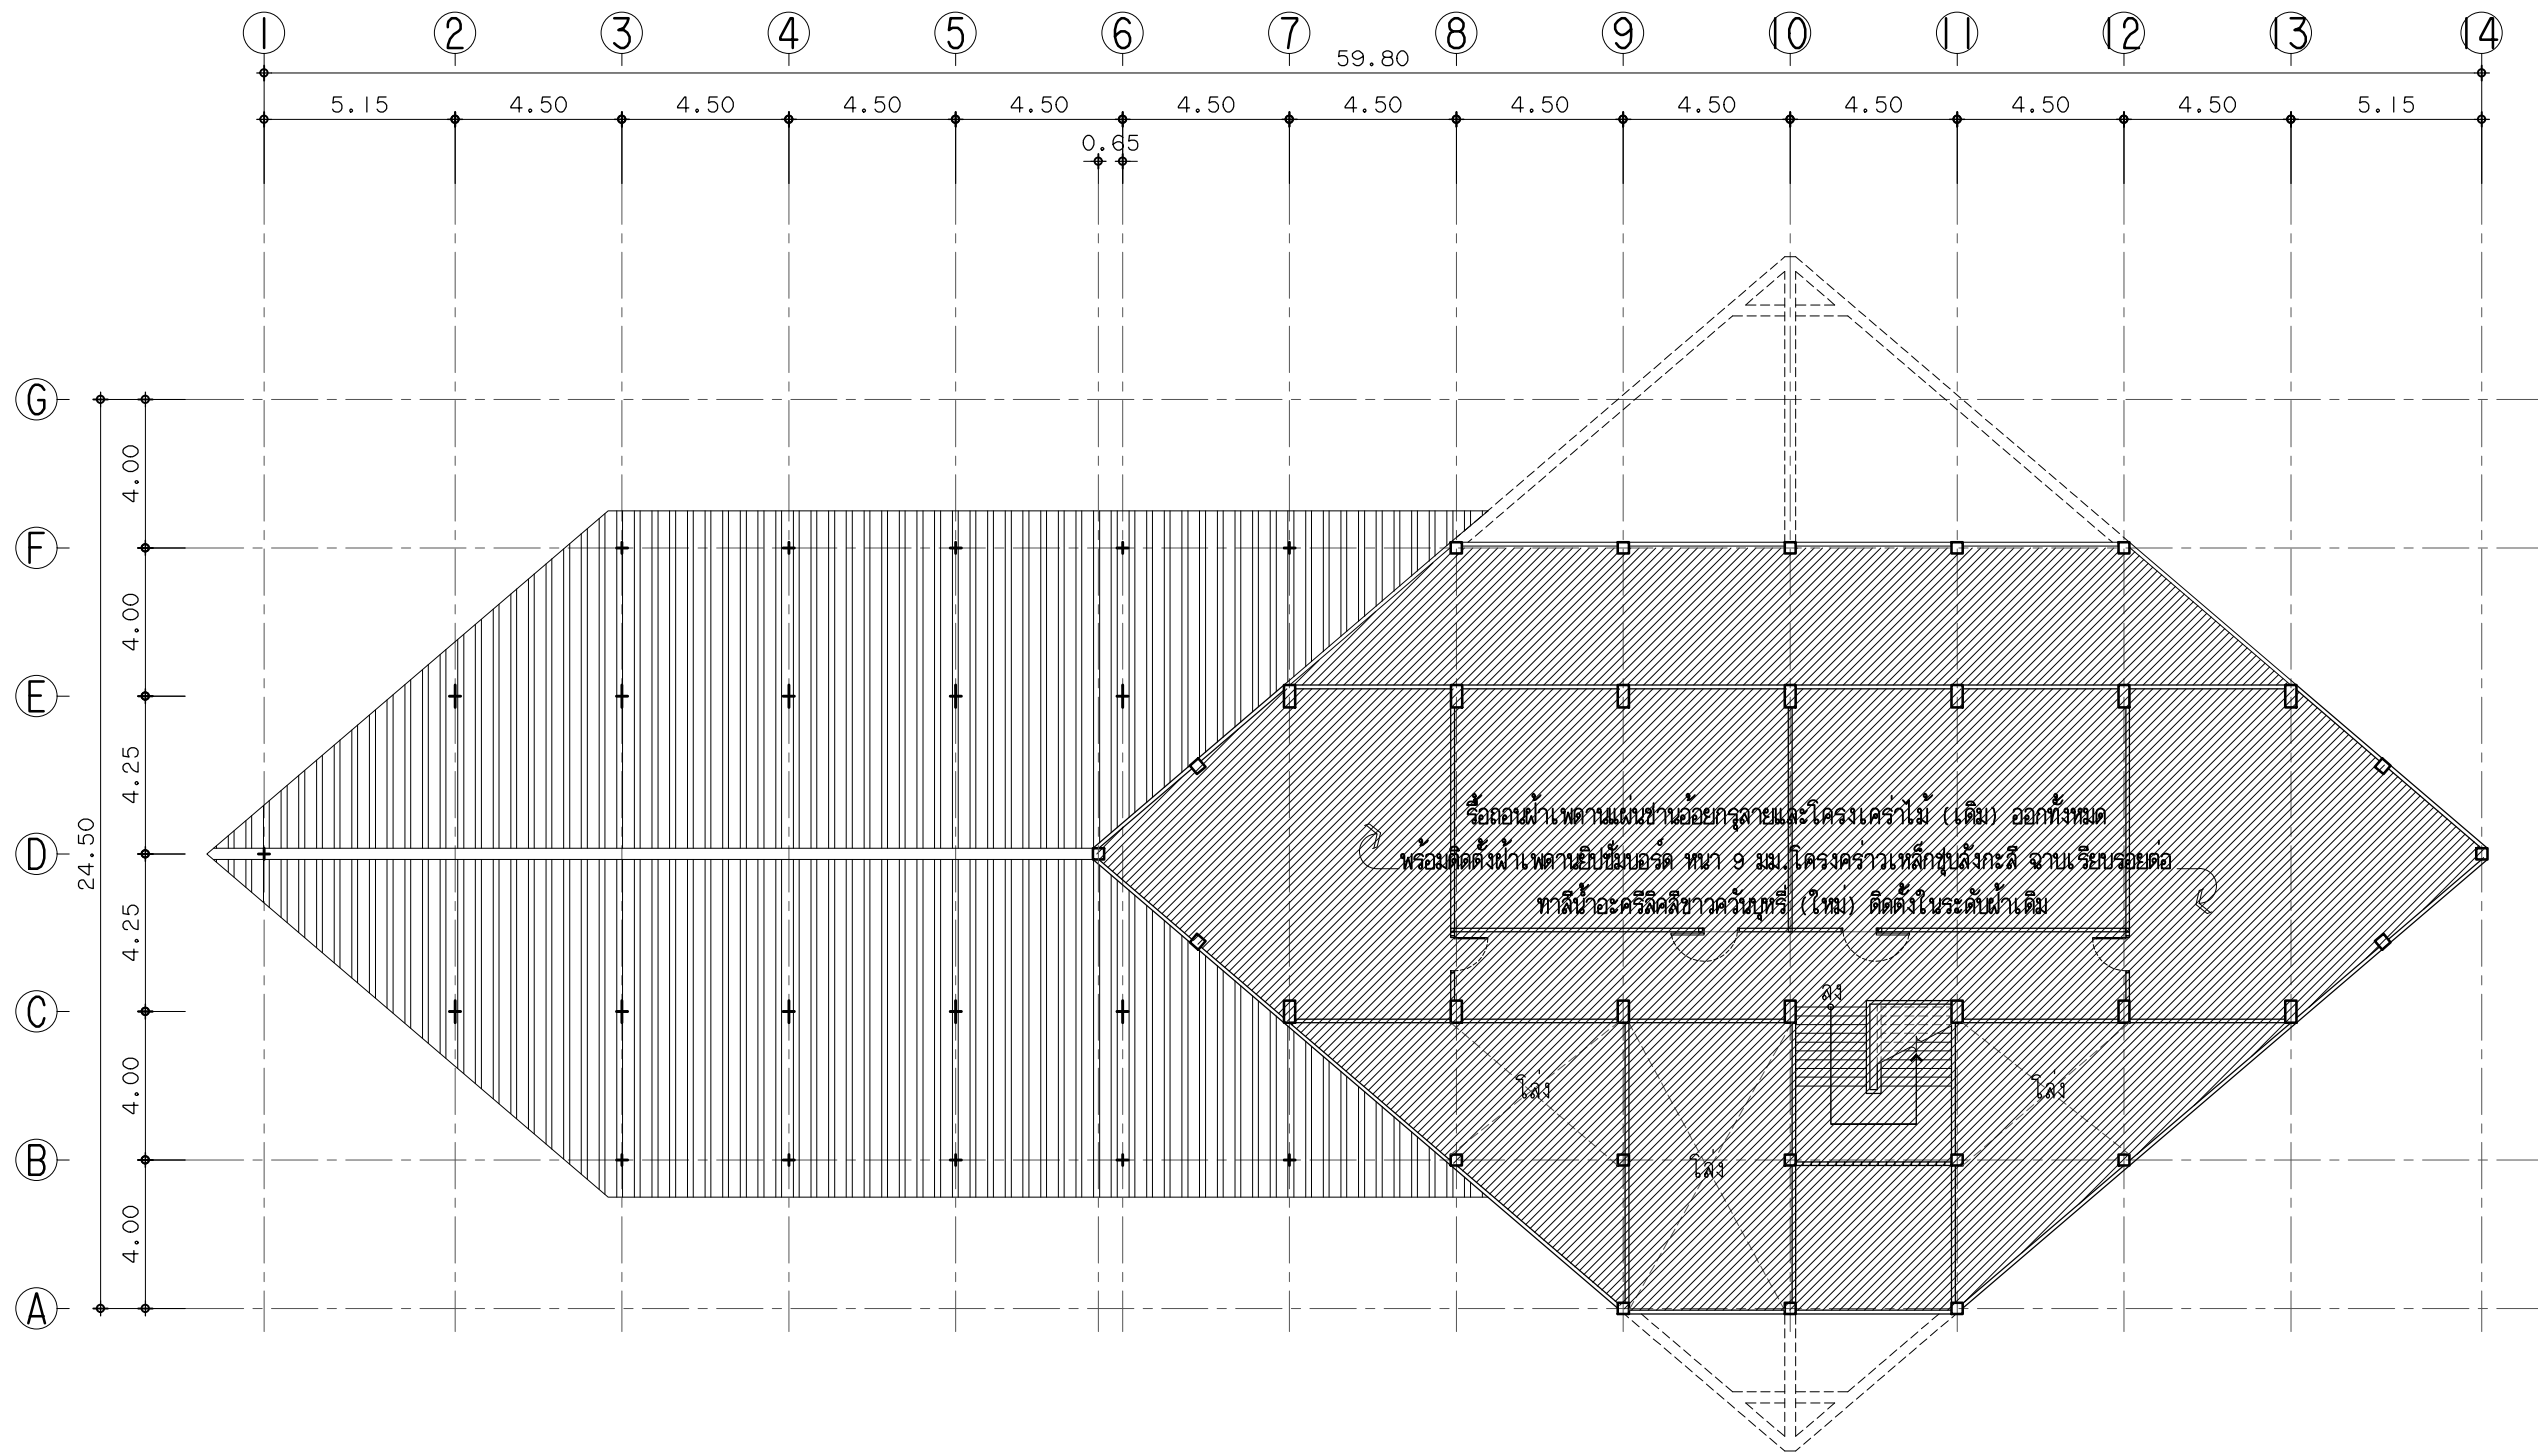 1 2 3 4 5 6 7 8 9 10 11 12 13 14
59.80
5.15 4.50 4.50 4.50 4.50 4.50 4.50 4.50 4.50 4.50 4.50 4.50 5.15
0.65
G
4.00
F
4.00
E
4.25
รื้อถอนฝ้าเพดานแผ่นชานอ้อยกรุลายและโครงเคร่าไม้ (เดิม) ออกทั้งหมด
D
24.50
พร้อมติดตั้งฝ้าเพดานยิปซั่มบอร์ด หนา 9 มม.โครงคร่าวเหล็กชุบสังกะสี ฉาบเรียบรอยต่อ
ทาสีน้ำอะครีลิคสีขาวควันบุหรี่ (ใหม่) ติดตั้งในระดับฝ้าเดิม
4.25
ลง
C
4.00
โล่ง โล่ง
B
โล่ง
4.00
A